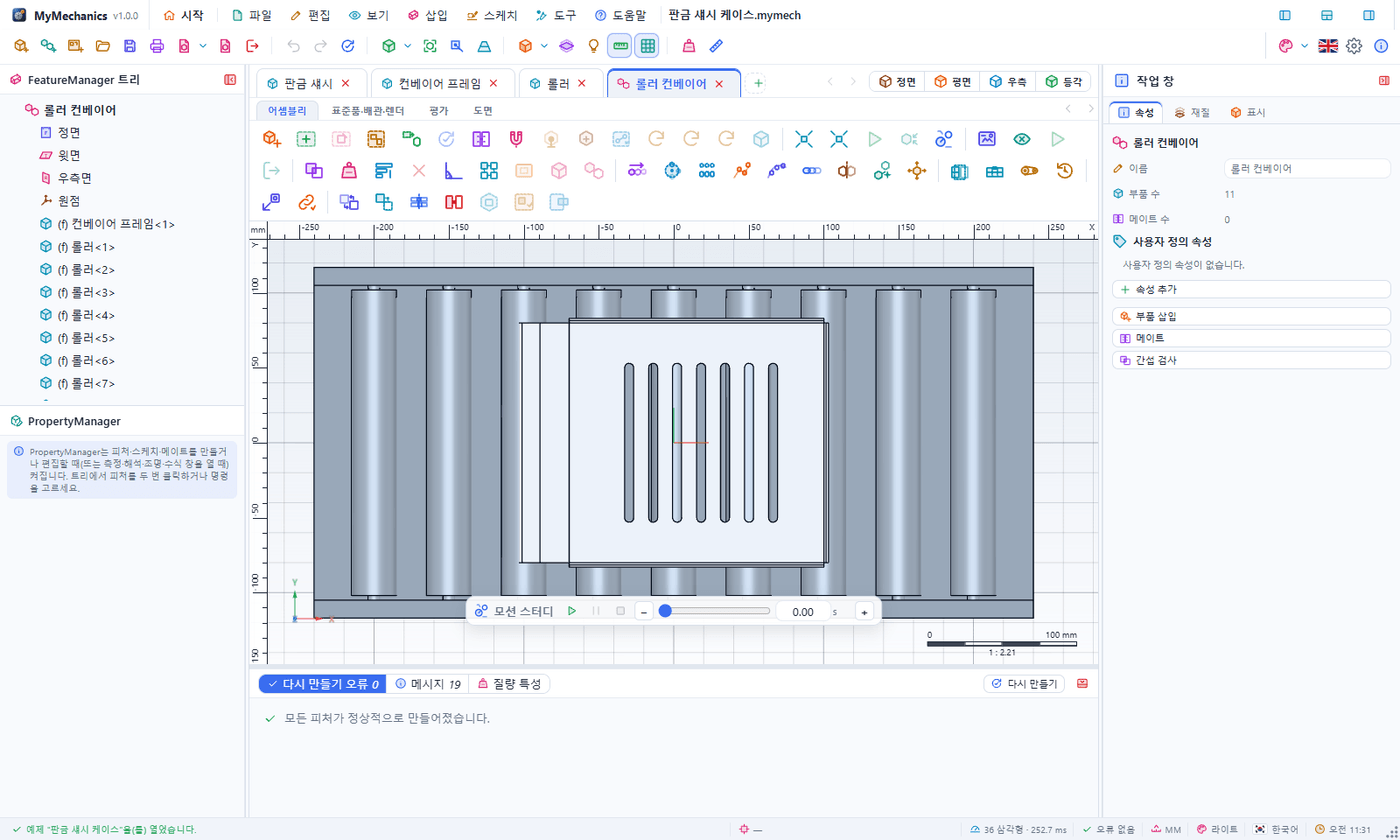 MyMechanics v1.0.0 시작 파일 편집 보기 삽입 스케치 도구 도움말 판금 섀시 케이스.mymech
FeatureManager 트리
롤러 컨베이어
정면
윗면
우측면
원점
(f) 컨베이어 프레임<1>
(f) 롤러<1>
(f) 롤러<2>
(f) 롤러<3>
(f) 롤러<4>
(f) 롤러<5>
(f) 롤러<6>
(f) 롤러<7>
PropertyManager
PropertyManager는 피처·스케치·메이트를 만들거
나 편집할 때(또는 측정·해석·조명·수식 창을 열 때)
켜집니다. 트리에서 피처를 두 번 클릭하거나 명령
을 고르세요.
판금 섀시 컨베이어 프레임 롤러 롤러 컨베이어 정면 평면 우측 등각
어셈블리 표준품·배관·렌더 평가 도면
mm -250 -200 -150 -100 -50 0 50 100 150 200 250 X
Y
100
50
0
50
100
150
Y
X
모션 스터디 0.00 s
0 100 mm
1 : 2.21
다시 만들기 오류 0 메시지 19 질량 특성 다시 만들기
모든 피처가 정상적으로 만들어졌습니다.
작업 창
속성 재질 표시
롤러 컨베이어
이름 롤러 컨베이어
부품 수 11
메이트 수 0
사용자 정의 속성
사용자 정의 속성이 없습니다.
속성 추가
부품 삽입
메이트
간섭 검사
예제 "판금 섀시 케이스"을(를) 열었습니다. — 36 삼각형 · 252.7 ms 오류 없음 MM 라이트 한국어 오전 11:31